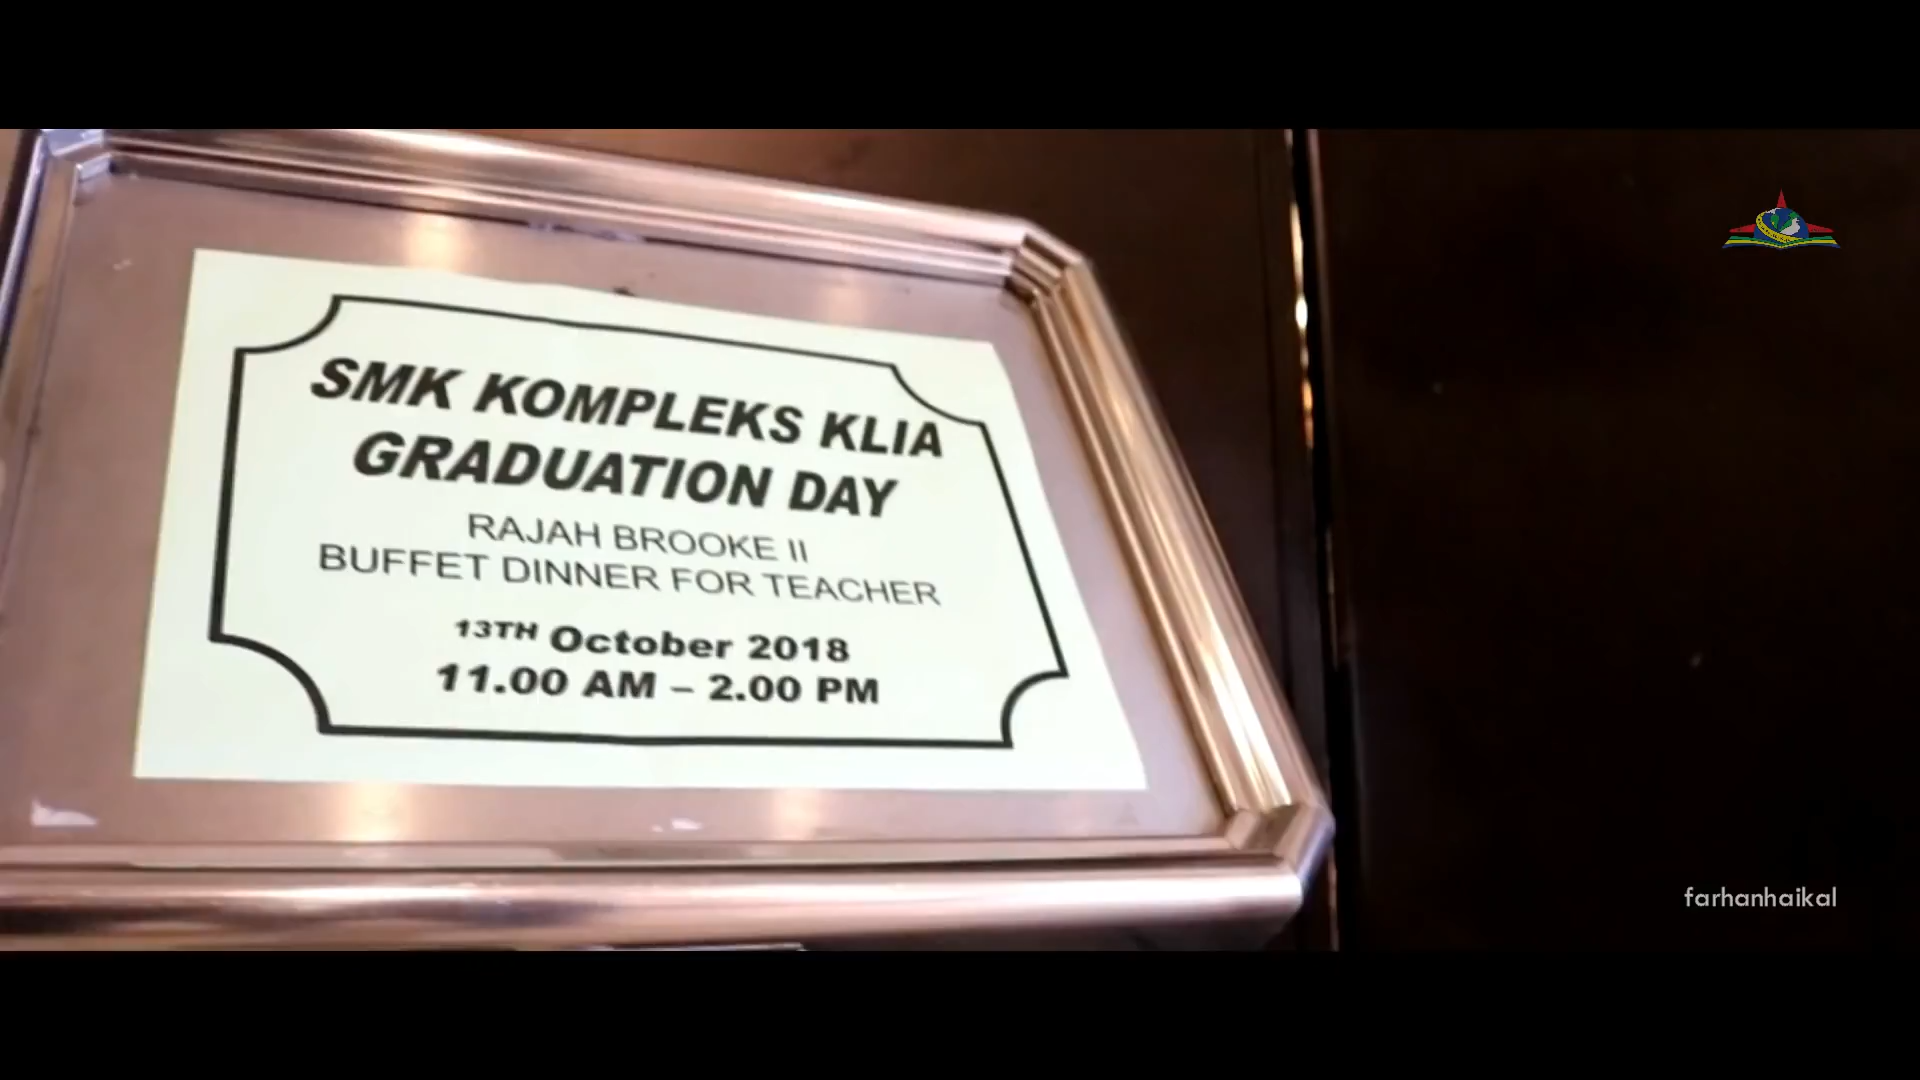 SMK KOMPLEKS KLIA
GRADUATION DAY
RAJAH BROOKE II
BUFFET DINNER FOR TEACHER
13TH October 2018
11.00 AM – 2.00 PM
farhanhaikal